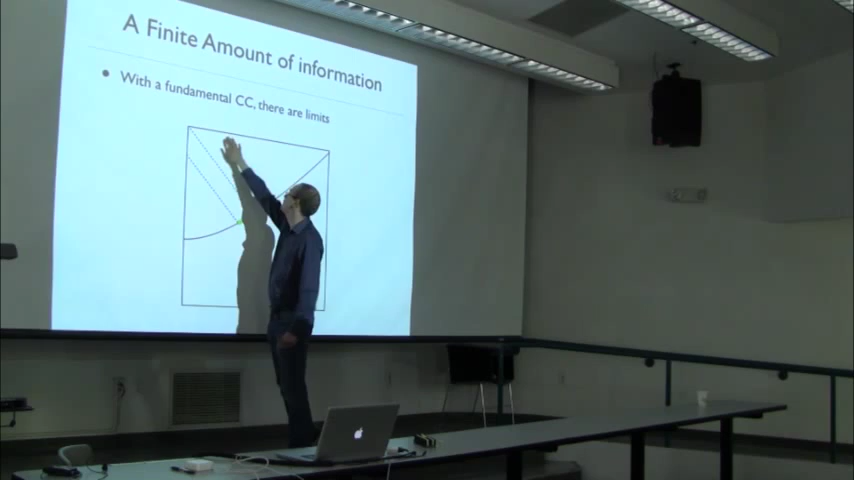 A Finite Amount of information
With a fundamental CC, there are limits